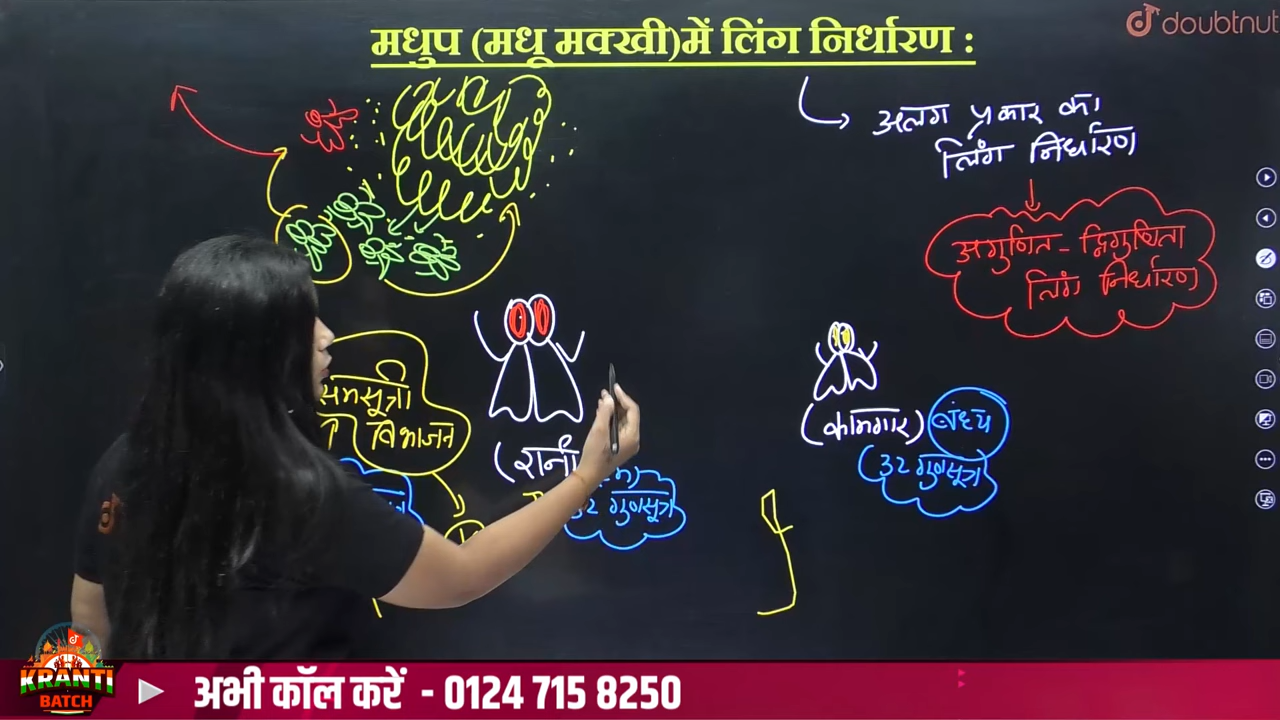 मधुप (मधू मक्खी)में लिंग निर्धारण :
doubtnut
अलग प्रकार का
लिंग निर्धारण
अगुणित - द्विगुणिता
लिंग निर्धारण
समसूत्री
विभाजन
(रानी
32 गुणसूत्र
(कामगार) बंध्य
(32 गुणसूत्र)
KRANTI
BATCH
अभी कॉल करें - 0124 715 8250